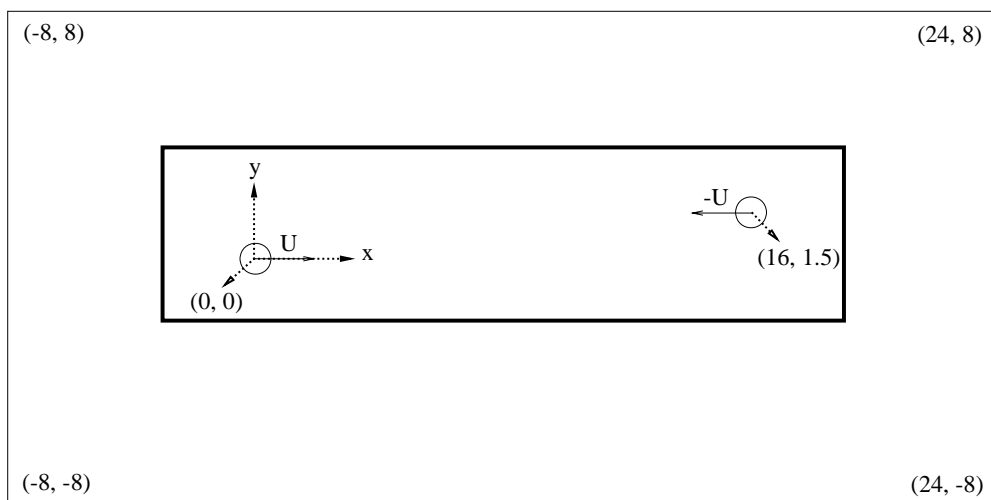 (-8, 8)
(24, 8)
y
-U
U
x
(16, 1.5)
(0, 0)
(-8, -8)
(24, -8)